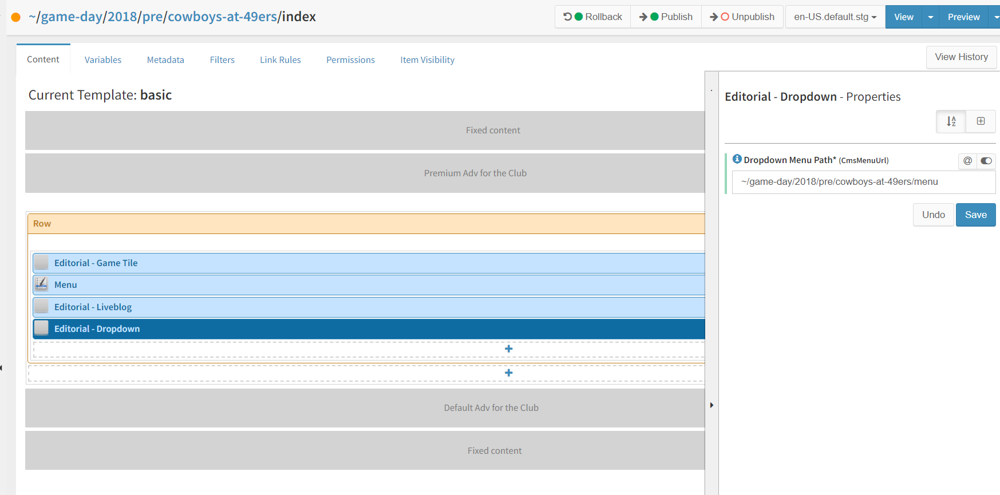 ~/game-day/2018/pre/cowboys-at-49ers/index
Rollback
Publish
Unpublish
en-US.default.stg
View
Preview
Content
Variables
Metadata
Filters
Link Rules
Permissions
Item Visibility
View History
Current Template: basic
Fixed content
Premium Adv for the Club
Row
Editorial - Game Tile
Menu
Editorial - Liveblog
Editorial - Dropdown
Default Adv for the Club
Fixed content
Editorial - Dropdown - Properties
Dropdown Menu Path* (CmsMenuUrl)
@
~/game-day/2018/pre/cowboys-at-49ers/menu
Undo
Save